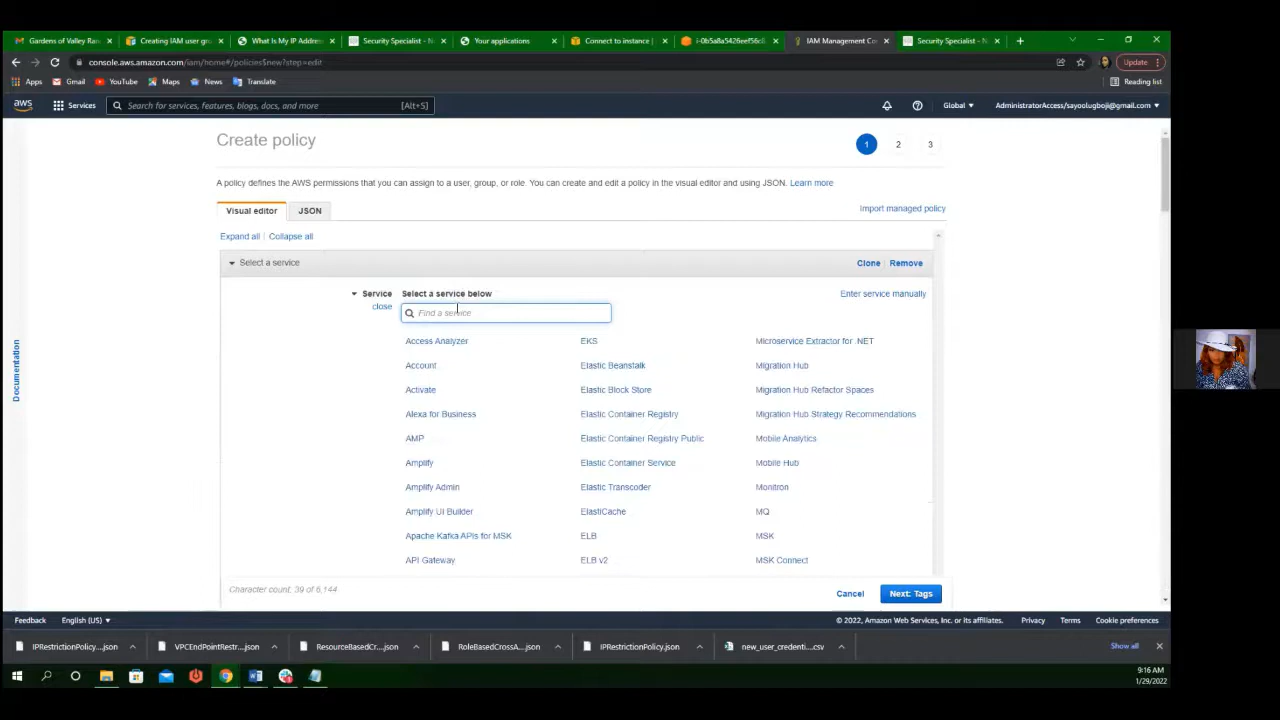 Gardens of Valley Ran
Creating IAM user gro
What Is My IP Address
Security Specialist - N
Your applications
Connect to instance |
i-0b5a8a5426eef56c8
IAM Management Co
Security Specialist - N
console.aws.amazon.com/iam/home#/policies$new?step=edit
Update
Apps Gmail YouTube Maps News Translate Reading list
aws Services Search for services, features, blogs, docs, and more [Alt+S] Global AdministratorAccess/sayoolugboji@gmail.com
Create policy
1 2 3
A policy defines the AWS permissions that you can assign to a user, group, or role. You can create and edit a policy in the visual editor and using JSON. Learn more
Visual editor JSON Import managed policy
Expand all | Collapse all
Select a service Clone | Remove
Service Select a service below Enter service manually
close Find a service
Access Analyzer EKS Microservice Extractor for .NET
Account Elastic Beanstalk Migration Hub
Activate Elastic Block Store Migration Hub Refactor Spaces
Alexa for Business Elastic Container Registry Migration Hub Strategy Recommendations
AMP Elastic Container Registry Public Mobile Analytics
Amplify Elastic Container Service Mobile Hub
Amplify Admin Elastic Transcoder Monitron
Amplify UI Builder ElastiCache MQ
Apache Kafka APIs for MSK ELB MSK
API Gateway ELB v2 MSK Connect
Documentation
Character count: 39 of 6,144 Cancel Next: Tags
Feedback English (US) © 2022, Amazon Web Services, Inc. or its affiliates. Privacy Terms Cookie preferences
IPRestrictionPolicy....json VPCEndPointRestr....json ResourceBasedCr....json RoleBasedCrossA....json IPRestrictionPolicy.json new_user_credenti....csv Show all
9:16 AM
1/29/2022